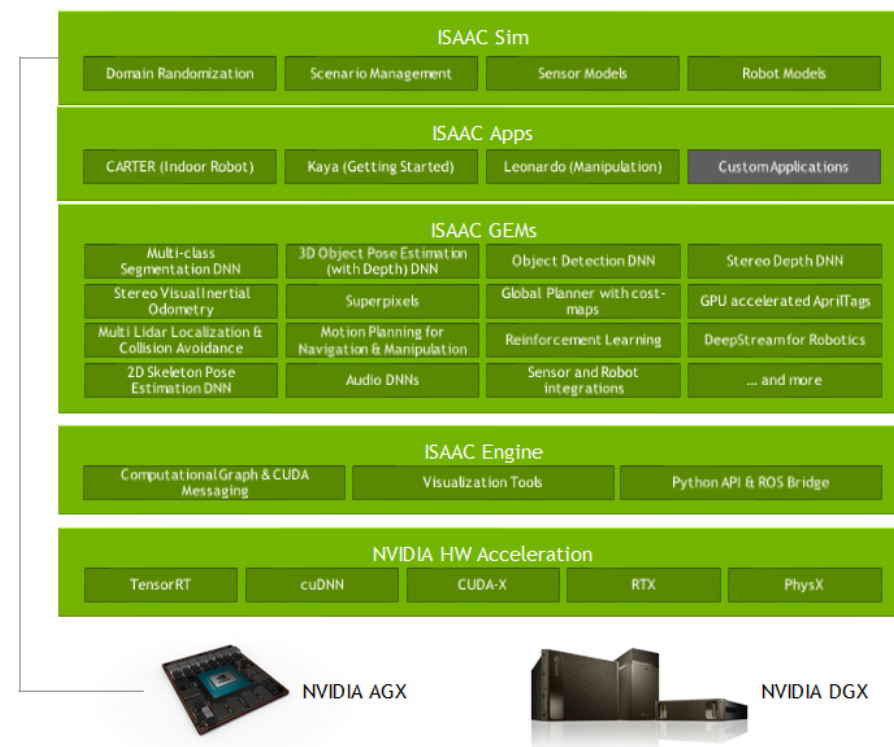 ISAAC Sim
Domain Randomization
Scenario Management
Sensor Models
Robot Models
ISAAC Apps
CARTER (Indoor Robot)
Kaya (Getting Started)
Leonardo (Manipulation)
Custom Applications
ISAAC GEMs
Multi-class
Segmentation DNN
3D Object Pose Estimation
(with Depth) DNN
Object Detection DNN
Stereo Depth DNN
Stereo Visual Inertial
Odometry
Superpixels
Global Planner with cost-
maps
GPU accelerated AprilTags
Multi Lidar Localization &
Collision Avoidance
Motion Planning for
Navigation & Manipulation
Reinforcement Learning
DeepStream for Robotics
2D Skeleton Pose
Estimation DNN
Audio DNNs
Sensor and Robot
integrations
... and more
ISAAC Engine
Computational Graph & CUDA
Messaging
Visualization Tools
Python API & ROS Bridge
NVIDIA HW Acceleration
TensorRT
cuDNN
CUDA-X
RTX
PhysX
NVIDIA AGX
NVIDIA DGX